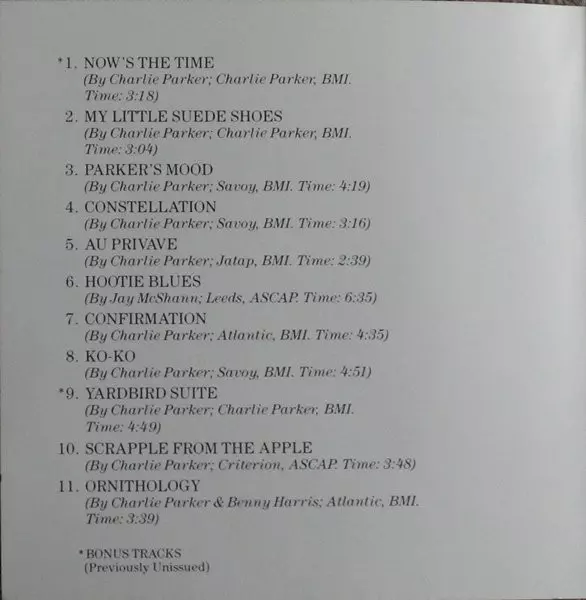 *1. NOW'S THE TIME
(By Charlie Parker; Charlie Parker, BMI.
Time: 3:18)
2. MY LITTLE SUEDE SHOES
(By Charlie Parker; Charlie Parker, BMI.
Time: 3:04)
3. PARKER'S MOOD
(By Charlie Parker; Savoy, BMI. Time: 4:19)
4. CONSTELLATION
(By Charlie Parker; Savoy, BMI. Time: 3:16)
5. AU PRIVAVE
(By Charlie Parker; Jatap, BMI. Time: 2:39)
6. HOOTIE BLUES
(By Jay McShann; Leeds, ASCAP. Time: 6:35)
7. CONFIRMATION
(By Charlie Parker; Atlantic, BMI. Time: 4:35)
8. KO-KO
(By Charlie Parker; Savoy, BMI. Time: 4:51)
*9. YARDBIRD SUITE
(By Charlie Parker; Charlie Parker, BMI.
Time: 4:49)
10. SCRAPPLE FROM THE APPLE
(By Charlie Parker; Criterion, ASCAP. Time: 3:48)
11. ORNITHOLOGY
(By Charlie Parker & Benny Harris; Atlantic, BMI.
Time: 3:39)
*BONUS TRACKS
(Previously Unissued)